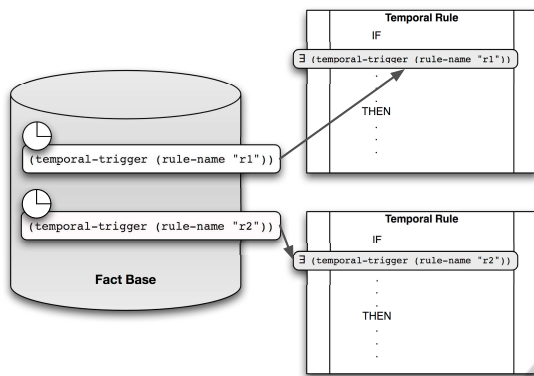 Temporal Rule
IF
∃ (temporal-trigger (rule-name "r1"))
.
.
.
THEN
.
.
.
(temporal-trigger (rule-name "r1"))
(temporal-trigger (rule-name "r2"))
Fact Base
Temporal Rule
IF
∃ (temporal-trigger (rule-name "r2"))
.
.
.
THEN
.
.
.